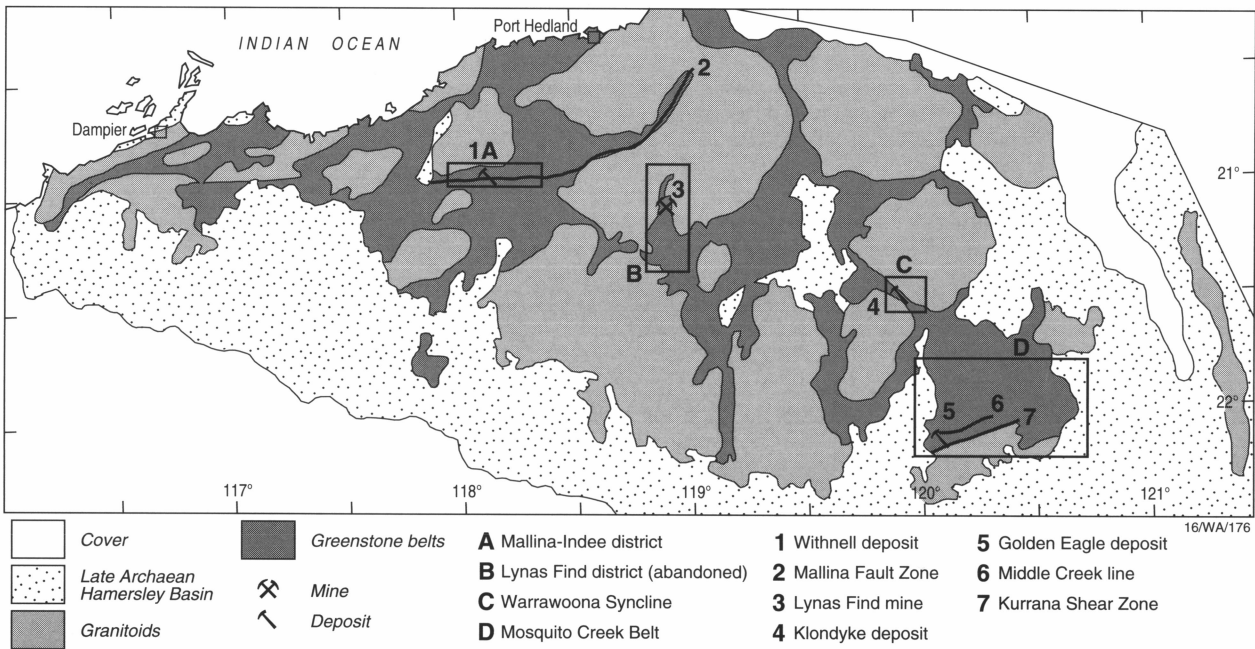 Port Hedland
INDIAN OCEAN
2
Dampier
1A
21°
3
B
C
4
D
5
6
7
22°
117°
118°
119°
120°
121°
16/WA/176
Cover
Late Archaean
Hamersley Basin
Granitoids
Greenstone belts
Mine
Deposit
A Mallina-Indee district
B Lynas Find district (abandoned)
C Warrawoona Syncline
D Mosquito Creek Belt
1 Withnell deposit
2 Mallina Fault Zone
3 Lynas Find mine
4 Klondyke deposit
5 Golden Eagle deposit
6 Middle Creek line
7 Kurrana Shear Zone